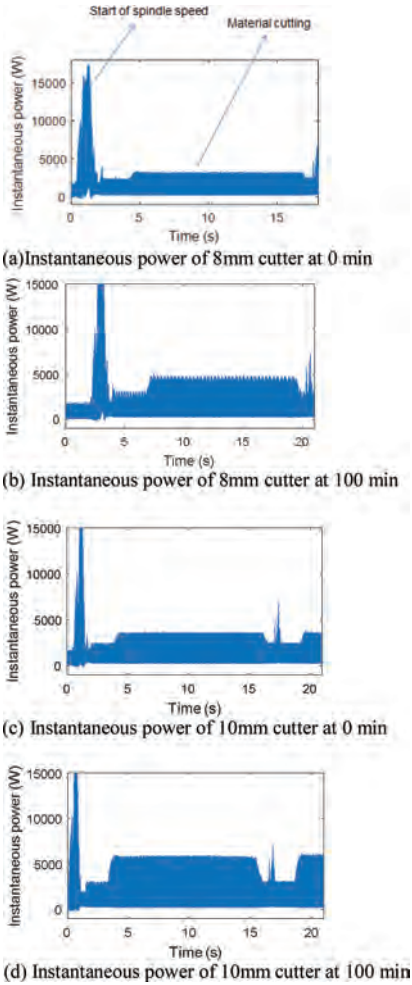 Start of spindle speed
Material cutting
Instantaneous power (W)
15000
10000
5000
0
0 5 10 15
Time (s)
(a)Instantaneous power of 8mm cutter at 0 min
Instantaneous power (W)
15000
10000
5000
0
0 5 10 15 20
Time (s)
(b) Instantaneous power of 8mm cutter at 100 min
Instantaneous power (W)
15000
10000
5000
0
0 5 10 15 20
Time (s)
(c) Instantaneous power of 10mm cutter at 0 min
Instantaneous power (W)
15000
10000
5000
0
0 5 10 15 20
Time (s)
(d) Instantaneous power of 10mm cutter at 100 min